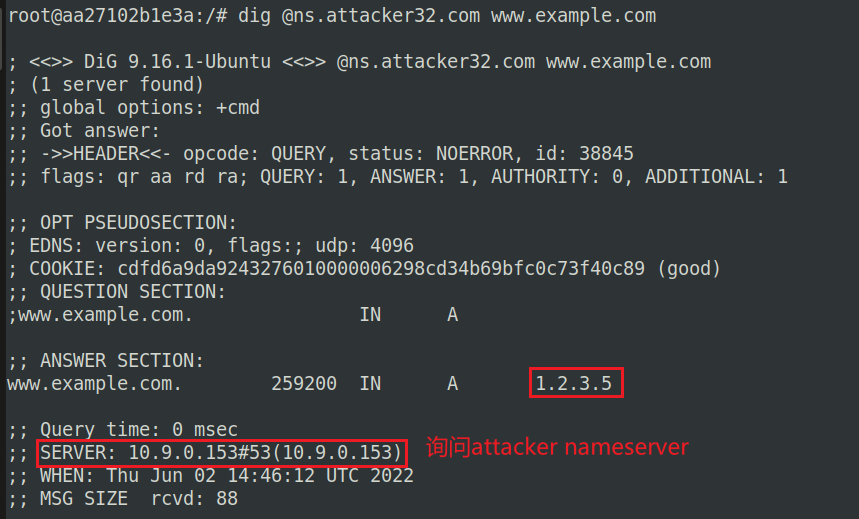 root@aa27102b1e3a:/# dig @ns.attacker32.com www.example.com
; <<>> DiG 9.16.1-Ubuntu <<>> @ns.attacker32.com www.example.com
; (1 server found)
;; global options: +cmd
;; Got answer:
;; ->>HEADER<<- opcode: QUERY, status: NOERROR, id: 38845
;; flags: qr aa rd ra; QUERY: 1, ANSWER: 1, AUTHORITY: 0, ADDITIONAL: 1
;; OPT PSEUDOSECTION:
; EDNS: version: 0, flags:; udp: 4096
; COOKIE: cdfd6a9da9243276010000006298cd34b69bfc0c73f40c89 (good)
;; QUESTION SECTION:
;www.example.com. IN A
;; ANSWER SECTION:
www.example.com. 259200 IN A 1.2.3.5
;; Query time: 0 msec
;; SERVER: 10.9.0.153#53(10.9.0.153) 询问attacker nameserver
;; WHEN: Thu Jun 02 14:46:12 UTC 2022
;; MSG SIZE rcvd: 88